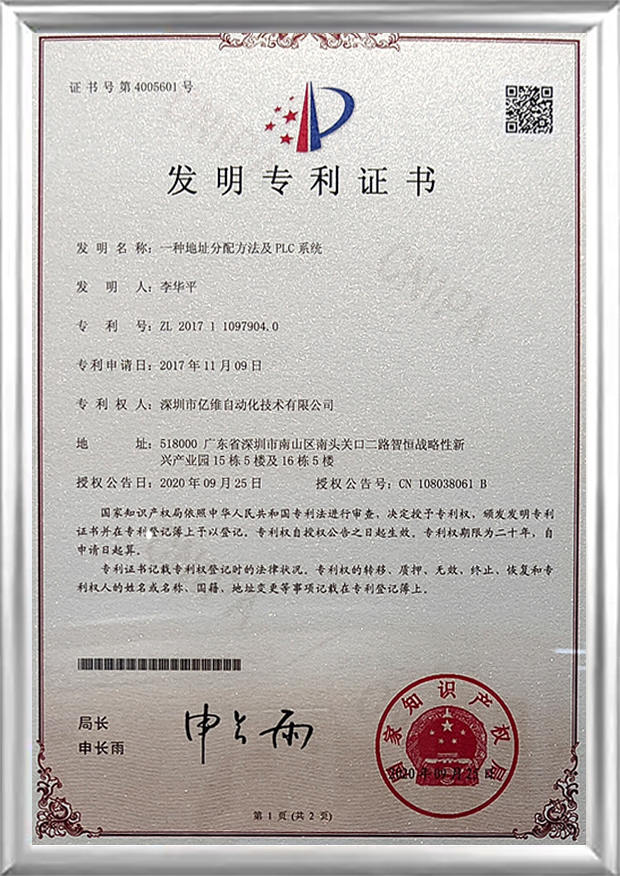 证书号第4005601号
发明专利证书
发明名称：一种地址分配方法及PLC系统
发明人：李华平
专利号：ZL 2017 1 1097904.0
专利申请日：2017年11月09日
专利权人：深圳市亿维自动化技术有限公司
地址：518000 广东省深圳市南山区南头关口二路智恒战略性新
兴产业园15栋5楼及16栋5楼
授权公告日：2020年09月25日 授权公告号：CN 108038061 B
国家知识产权局依照中华人民共和国专利法进行审查，决定授予专利权，颁发发明专利
证书并在专利登记簿上予以登记。专利权自授权公告之日起生效。专利权期限为二十年，自
申请日起算。
专利证书记载专利权登记时的法律状况。专利权的转移、质押、无效、终止、恢复和专
利权人的姓名或名称、国籍、地址变更等事项记载在专利登记簿上。
局长
申长雨
申长雨
国家知识产权局
2020年09月25日
第1页(共2页)
CNIPA